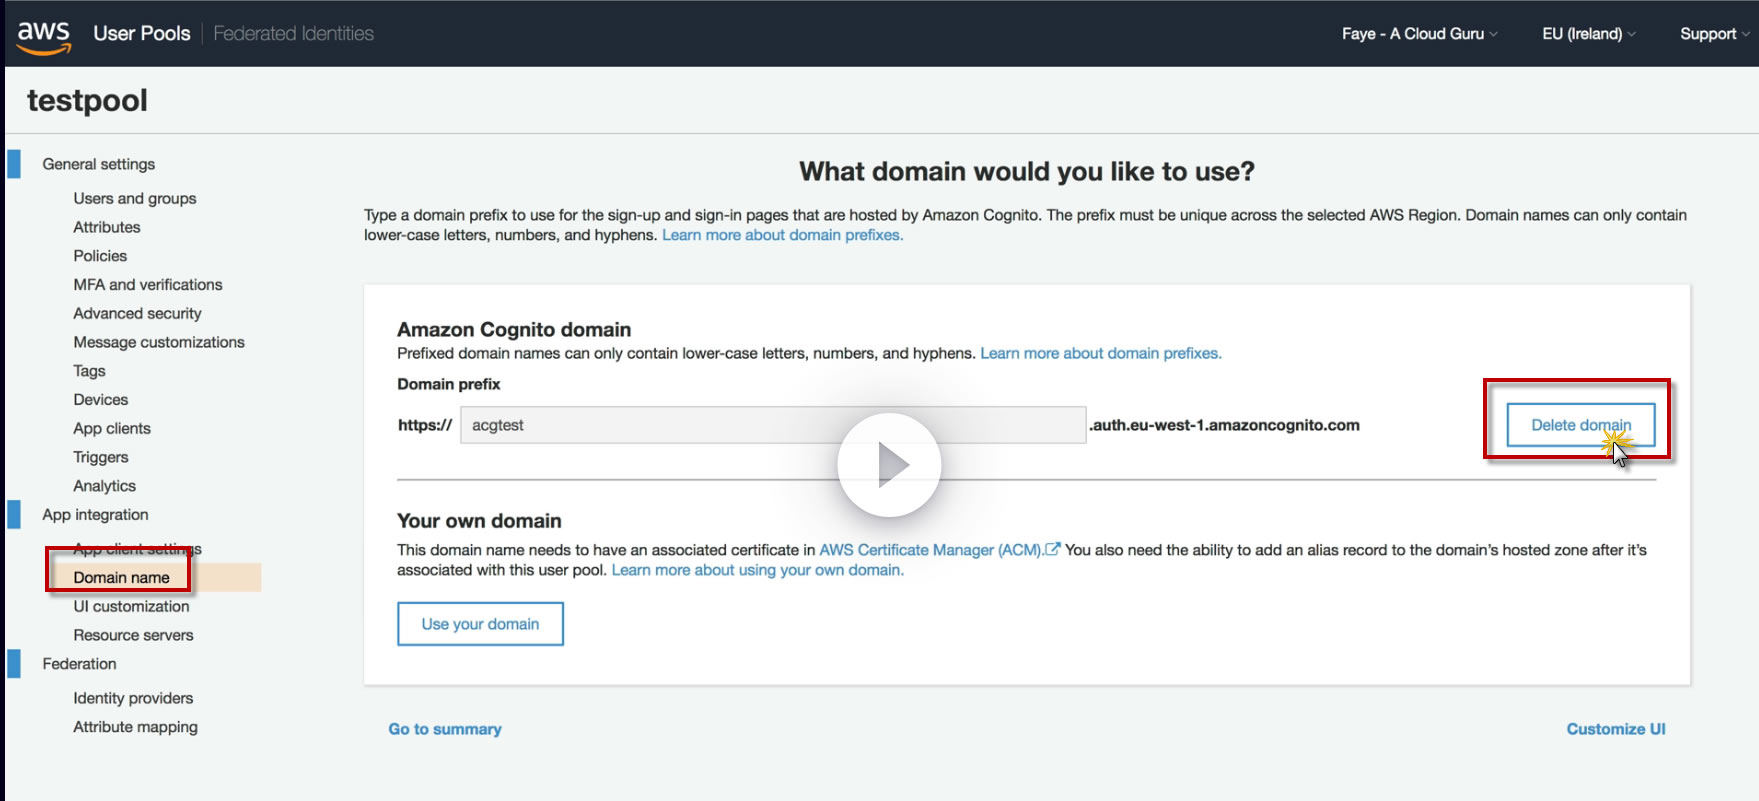 aws User Pools Federated Identities Faye - A Cloud Guru EU (Ireland) Support
testpool
General settings
Users and groups
Attributes
Policies
MFA and verifications
Advanced security
Message customizations
Tags
Devices
App clients
Triggers
Analytics
App integration
App client settings
Domain name
UI customization
Resource servers
Federation
Identity providers
Attribute mapping
What domain would you like to use?
Type a domain prefix to use for the sign-up and sign-in pages that are hosted by Amazon Cognito. The prefix must be unique across the selected AWS Region. Domain names can only contain
lower-case letters, numbers, and hyphens. Learn more about domain prefixes.
Amazon Cognito domain
Prefixed domain names can only contain lower-case letters, numbers, and hyphens. Learn more about domain prefixes.
Domain prefix
https:// acgtest .auth.eu-west-1.amazoncognito.com Delete domain
Your own domain
This domain name needs to have an associated certificate in AWS Certificate Manager (ACM). You also need the ability to add an alias record to the domain's hosted zone after it's
associated with this user pool. Learn more about using your own domain.
Use your domain
Go to summary Customize UI